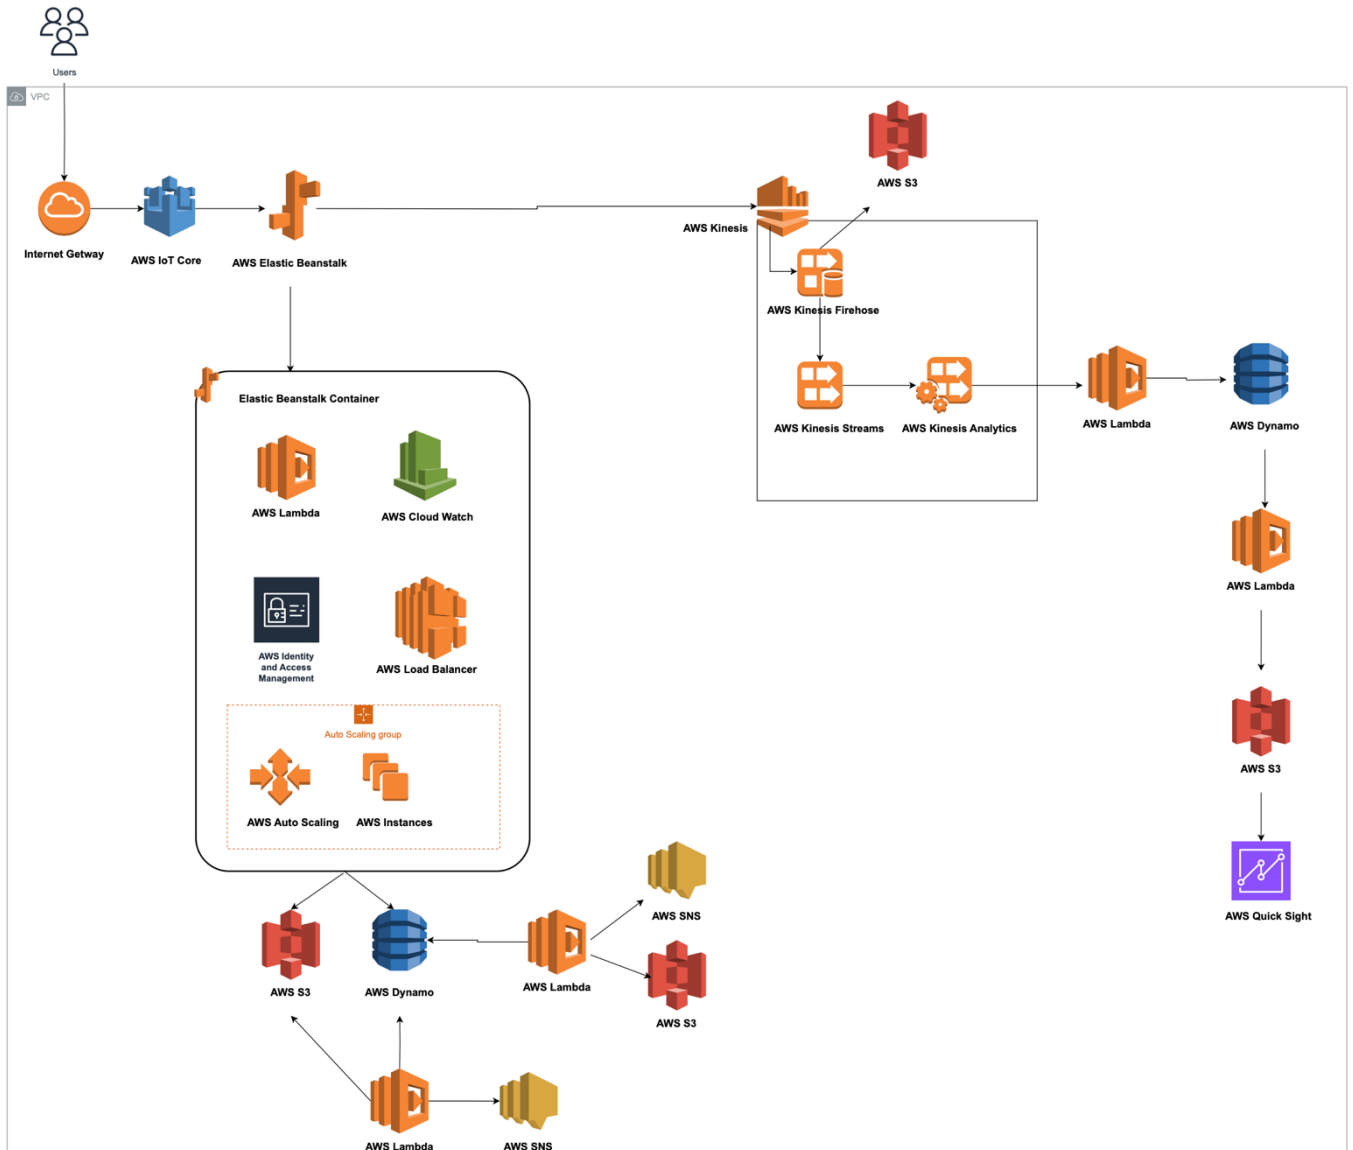 Users
VPC
AWS S3
AWS Kinesis
Internet Getway
AWS IoT Core
AWS Elastic Beanstalk
AWS Kinesis Firehose
Elastic Beanstalk Container
AWS Kinesis Streams
AWS Kinesis Analytics
AWS Lambda
AWS Dynamo
AWS Lambda
AWS Cloud Watch
AWS Lambda
AWS Identity
and Access
Management
AWS Load Balancer
Auto Scaling group
AWS S3
AWS Auto Scaling
AWS Instances
AWS SNS
AWS Quick Sight
AWS S3
AWS Dynamo
AWS Lambda
AWS S3
AWS Lambda
AWS SNS